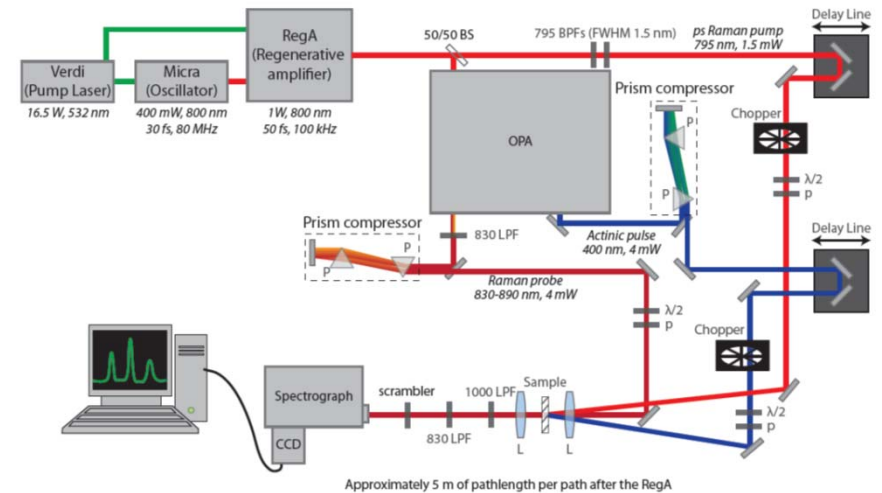 Delay Line
RegA
(Regenerative
amplifier)
50/50 BS
795 BPFs (FWHM 1.5 nm)
ps Raman pump
795 nm, 1.5 mW
Verdi
(Pump Laser)
Micra
(Oscillator)
16.5 W, 532 nm
400 mW, 800 nm
30 fs, 80 MHz
1W, 800 nm
50 fs, 100 kHz
OPA
Prism compressor
P
P
Chopper
λ/2
p
Prism compressor
P
P
830 LPF
Actinic pulse
400 nm, 4 mW
Delay Line
Raman probe
830-890 nm, 4 mW
λ/2
p
Chopper
Spectrograph
CCD
scrambler
830 LPF
1000 LPF
Sample
L
L
λ/2
p
Approximately 5 m of pathlength per path after the RegA